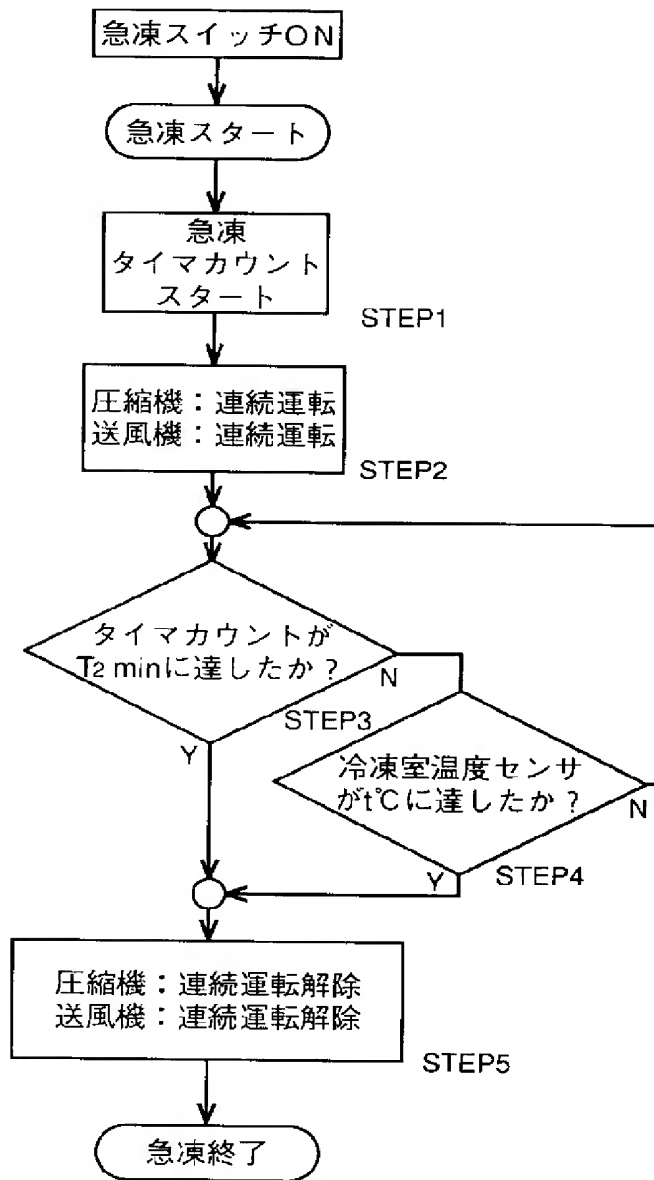 急凍スイッチON
急凍スタート
急凍
タイマカウント
スタート
STEP1
圧縮機：連続運転
送風機：連続運転
STEP2
タイマカウントが
T2 minに達したか？
N
STEP3
Y
冷凍室温度センサ
がt℃に達したか？
N
Y
STEP4
圧縮機：連続運転解除
送風機：連続運転解除
STEP5
急凍終了